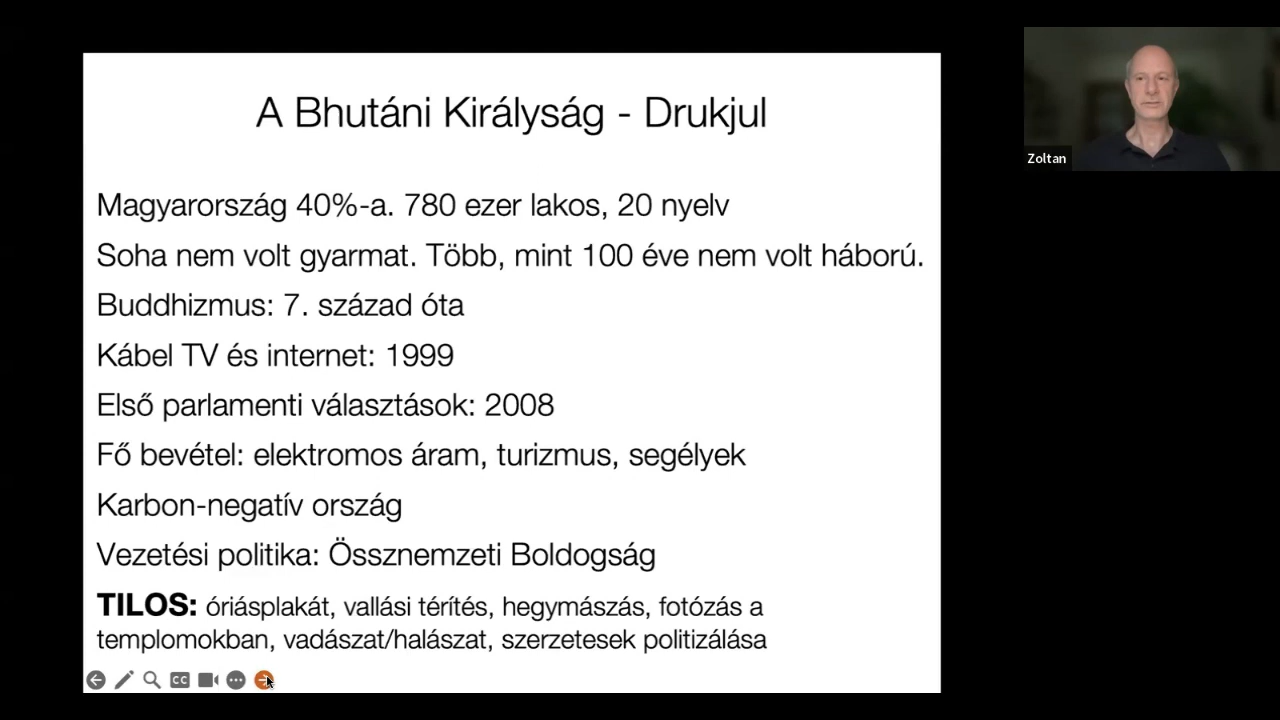 A Bhutáni Királyság - Drukjul
Magyarország 40%-a. 780 ezer lakos, 20 nyelv
Soha nem volt gyarmat. Több, mint 100 éve nem volt háború.
Buddhizmus: 7. század óta
Kábel TV és internet: 1999
Első parlamenti választások: 2008
Fő bevétel: elektromos áram, turizmus, segélyek
Karbon-negatív ország
Vezetési politika: Össznemzeti Boldogság
TILOS: óriásplakát, vallási térítés, hegymászás, fotózás a
templomokban, vadászat/halászat, szerzetesek politizálása
CC
Zoltan